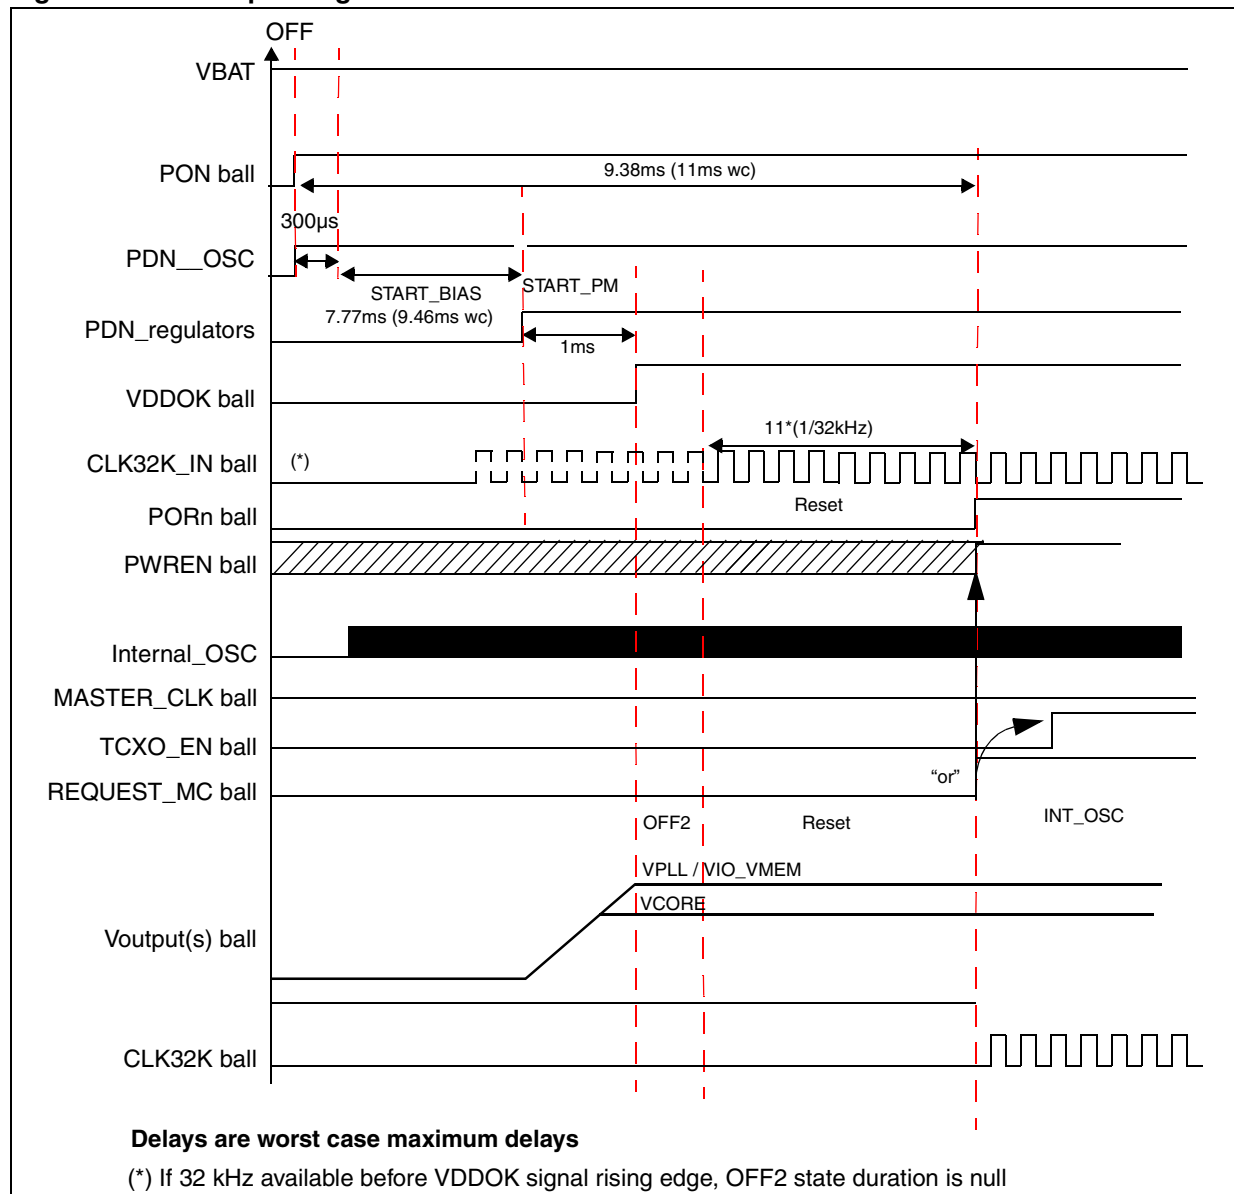 OFF
VBAT
PON ball
9.38ms (11ms wc)
300µs
PDN__OSC
START_BIAS
START_PM
7.77ms (9.46ms wc)
PDN_regulators
1ms
VDDOK ball
11*(1/32kHz)
CLK32K_IN ball
(*)
Reset
PORn ball
PWREN ball
Internal_OSC
MASTER_CLK ball
TCXO_EN ball
“or”
REQUEST_MC ball
OFF2
Reset
INT_OSC
VPLL / VIO_VMEM
VCORE
Voutput(s) ball
CLK32K ball
Delays are worst case maximum delays
(*) If 32 kHz available before VDDOK signal rising edge, OFF2 state duration is null